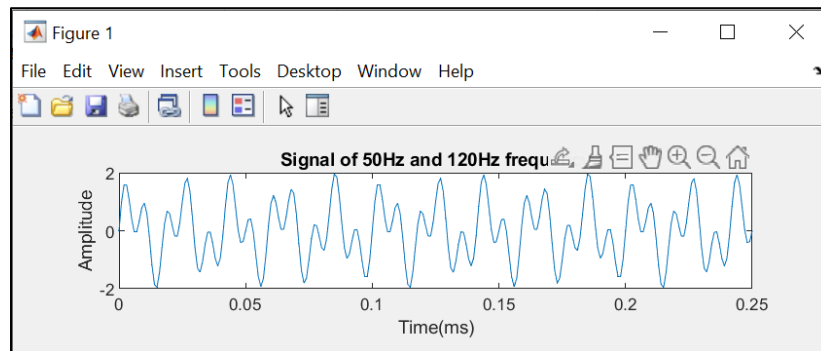 Figure 1
File Edit View Insert Tools Desktop Window Help
Signal of 50Hz and 120Hz frequ
2
0
-2
Amplitude
0 0.05 0.1 0.15 0.2 0.25
Time(ms)